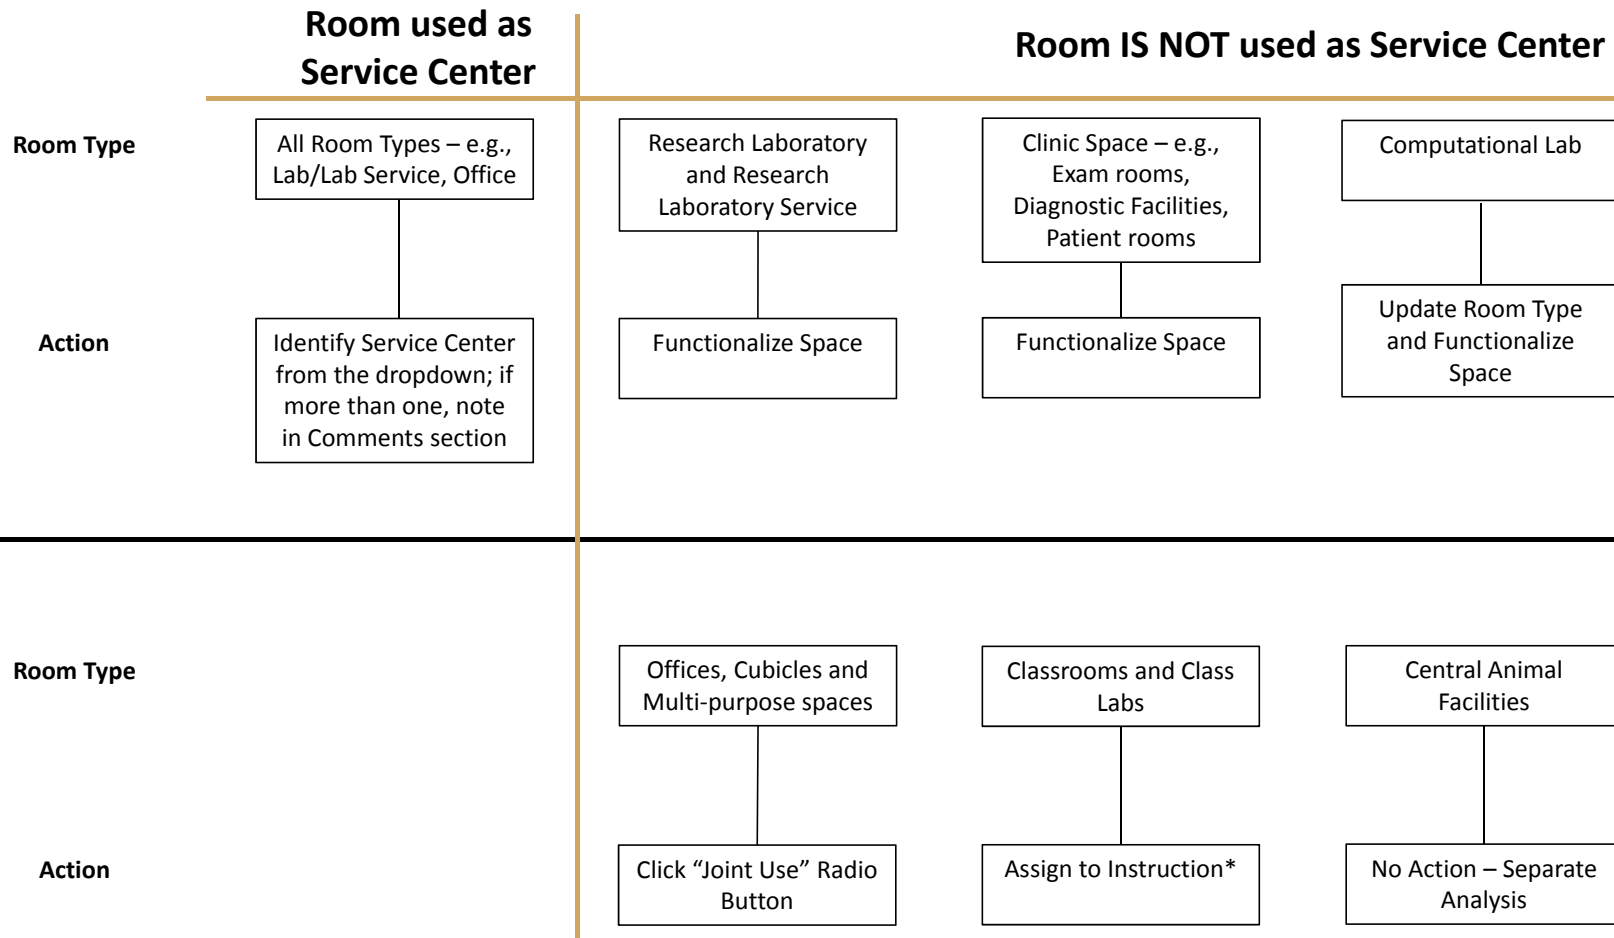 Room used as
Service Center
Room IS NOT used as Service Center
Room Type
All Room Types – e.g.,
Lab/Lab Service, Office
Research Laboratory
and Research
Laboratory Service
Clinic Space – e.g.,
Exam rooms,
Diagnostic Facilities,
Patient rooms
Computational Lab
Action
Identify Service Center
from the dropdown; if
more than one, note
in Comments section
Functionalize Space
Functionalize Space
Update Room Type
and Functionalize
Space
Room Type
Offices, Cubicles and
Multi-purpose spaces
Classrooms and Class
Labs
Central Animal
Facilities
Action
Click “Joint Use” Radio
Button
Assign to Instruction*
No Action – Separate
Analysis